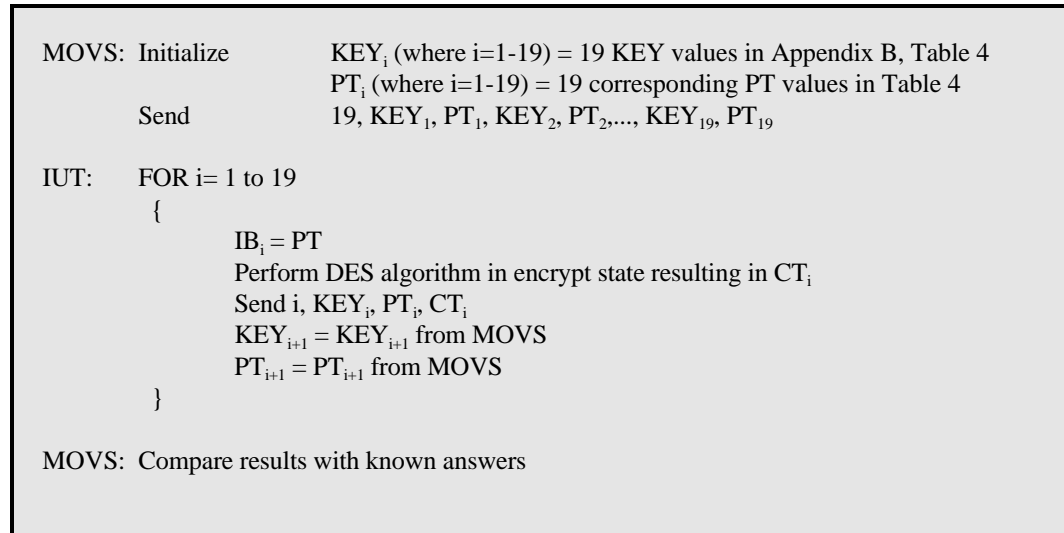 MOVS: Initialize KEYᵢ (where i=1-19) = 19 KEY values in Appendix B, Table 4
PTᵢ (where i=1-19) = 19 corresponding PT values in Table 4
Send 19, KEY₁, PT₁, KEY₂, PT₂,..., KEY₁₉, PT₁₉
IUT: FOR i= 1 to 19
{
IBᵢ = PT
Perform DES algorithm in encrypt state resulting in CTᵢ
Send i, KEYᵢ, PTᵢ, CTᵢ
KEYᵢ₊₁ = KEYᵢ₊₁ from MOVS
PTᵢ₊₁ = PTᵢ₊₁ from MOVS
}
MOVS: Compare results with known answers